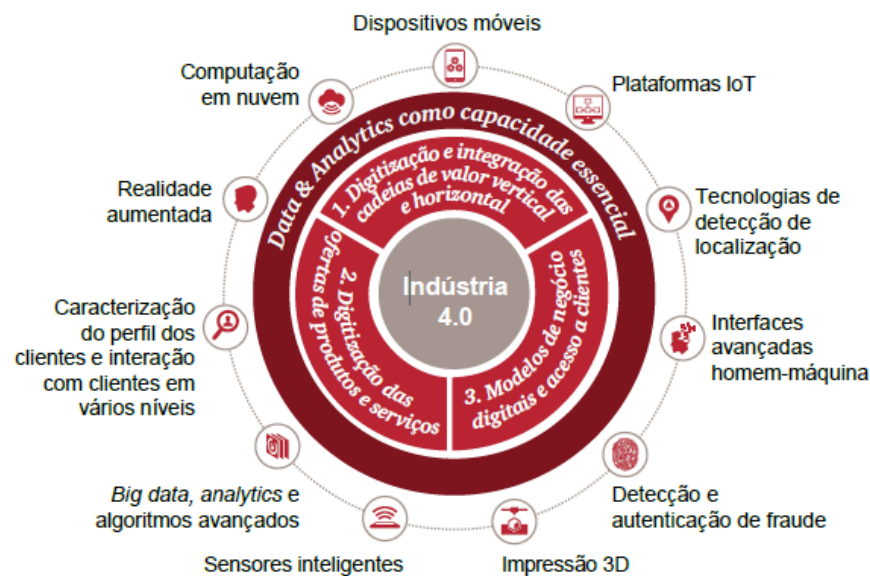 Dispositivos móveis
Computação
em nuvem
Plataformas IoT
Data & Analytics como capacidade essencial
1. Digitização e integração das
cadeias de valor vertical
e horizontal
Realidade
aumentada
Tecnologias de
detecção de
localização
Indústria
4.0
2. Digitização das
ofertas de produtos e serviços
3. Modelos de negócio
digitais e acesso a clientes
Caracterização
do perfil dos
clientes e interação
com clientes em
vários níveis
Interfaces
avançadas
homem-máquina
Big data, analytics e
algoritmos avançados
Detecção e
autenticação de fraude
Sensores inteligentes
Impressão 3D